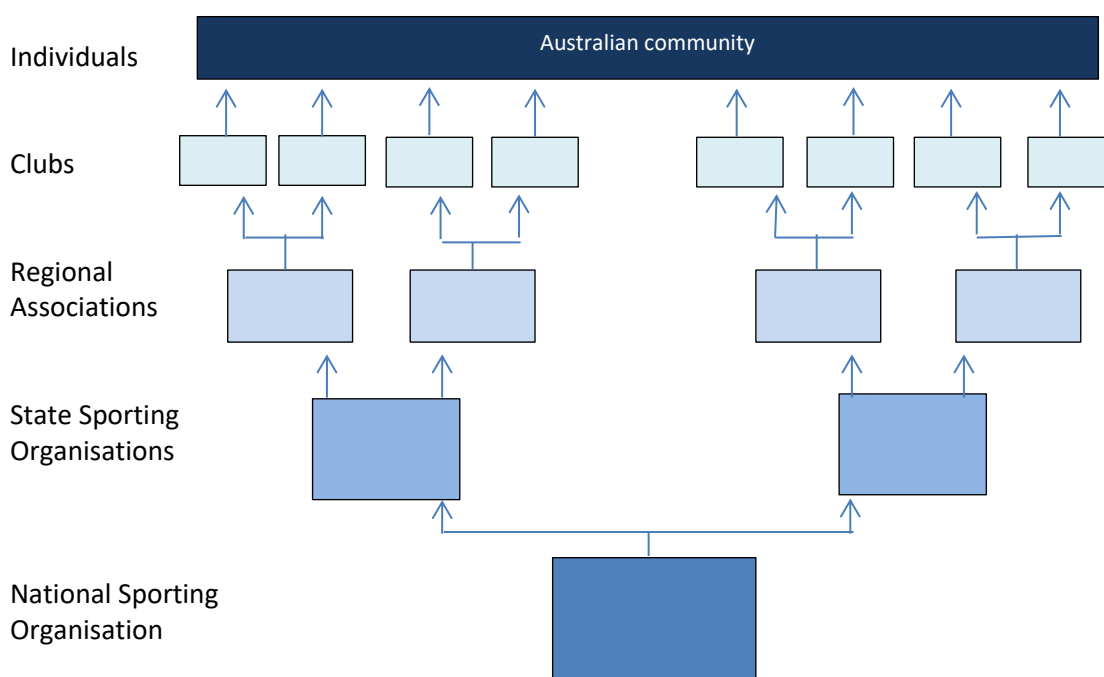 Individuals
Australian community
Clubs
Regional
Associations
State Sporting
Organisations
National Sporting
Organisation